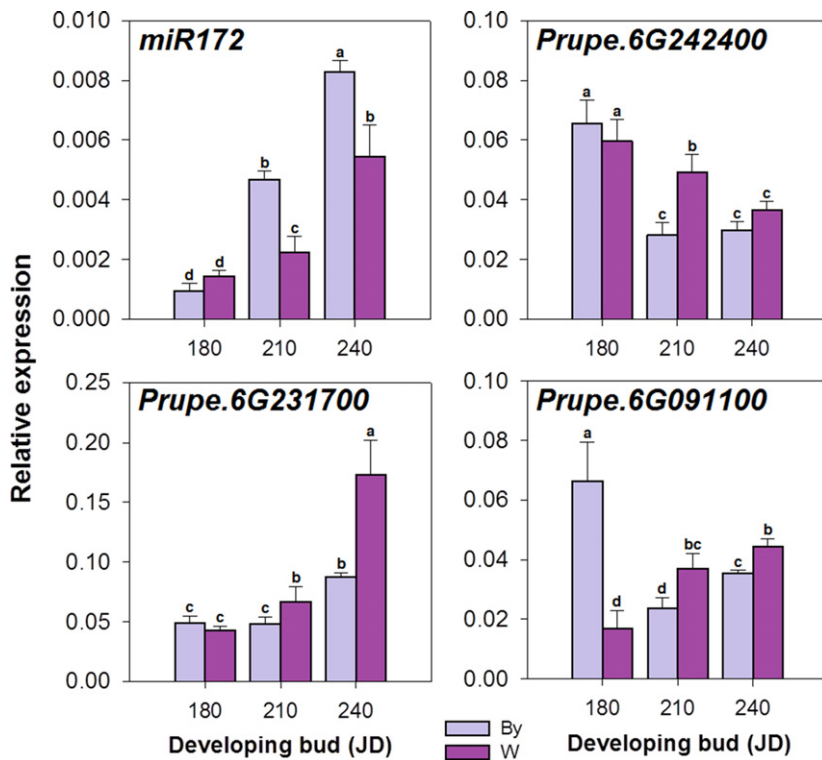 miR172
0.010
0.008
0.006
0.004
0.002
0.000
d d b c a b
180 210 240
Prupe.6G242400
0.10
0.08
0.06
0.04
0.02
0.00
a a c b c c
180 210 240
Relative expression
Prupe.6G231700
0.25
0.20
0.15
0.10
0.05
0.00
c c c b b a
180 210 240
Developing bud (JD)
Prupe.6G091100
0.10
0.08
0.06
0.04
0.02
0.00
a d d bc c b
180 210 240
Developing bud (JD)
By
W